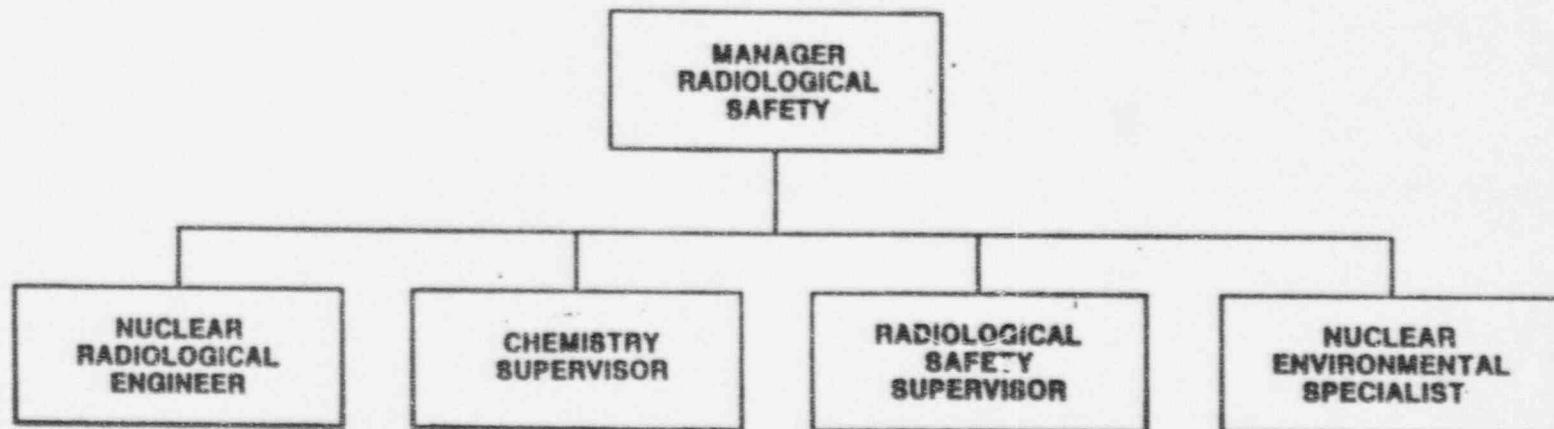 MANAGER
RADIOLOGICAL
SAFETY
NUCLEAR
RADIOLOGICAL
ENGINEER
CHEMISTRY
SUPERVISOR
RADIOLOGICAL
SAFETY
SUPERVISOR
NUCLEAR
ENVIRONMENTAL
SPECIALIST